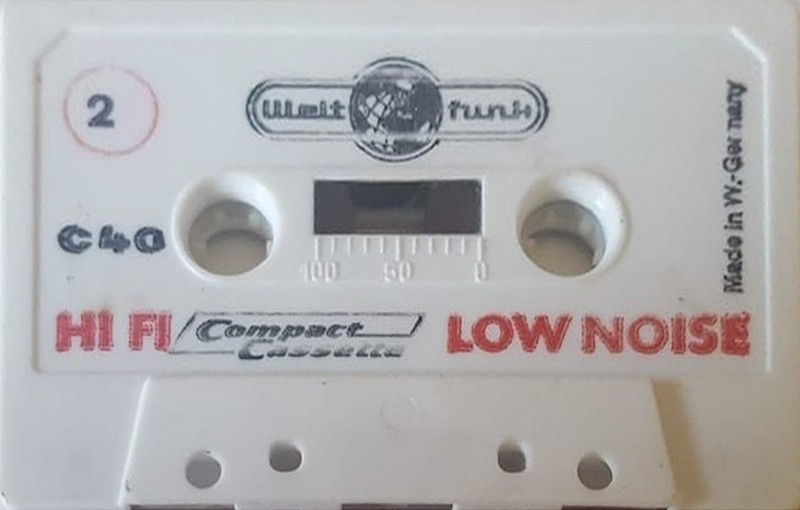 2
Welt funk
Made in W.-Germany
C40
100 50 0
HI FI Compact Cassette LOW NOISE